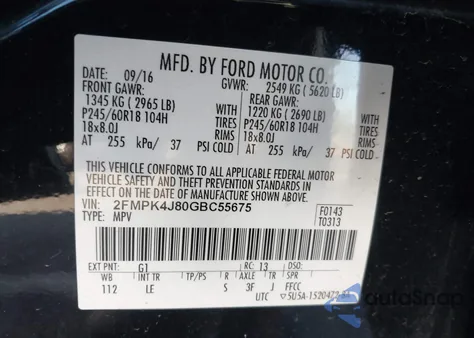 MFD. BY FORD MOTOR CO.
DATE: 09/16 GVWR: 2549 KG (5620 LB)
FRONT GAWR: REAR GAWR:
1345 KG (2965 LB) 1220 KG (2690 LB)
P245/60R18 104H TIRES P245/60R18 104H TIRES
18x8.0J RIMS 18x8.0J RIMS
AT 255 kPa/ 37 PSI COLD AT 255 kPa/ 37 PSI COLD
THIS VEHICLE CONFORMS TO ALL APPLICABLE FEDERAL MOTOR
VEHICLE SAFETY AND THEFT PREVENTION STANDARDS IN EFFECT
ON THE DATE OF MANUFACTURE SHOWN ABOVE.
VIN: 2FMPK4J80GBC55675 F0143
TYPE: MPV T0313
EXT PNT: G1 RC: 13 DSO:
WB INT TR TP/PS R AXLE TR
112 LE S 3F J FFCC
UTC
autoSnap